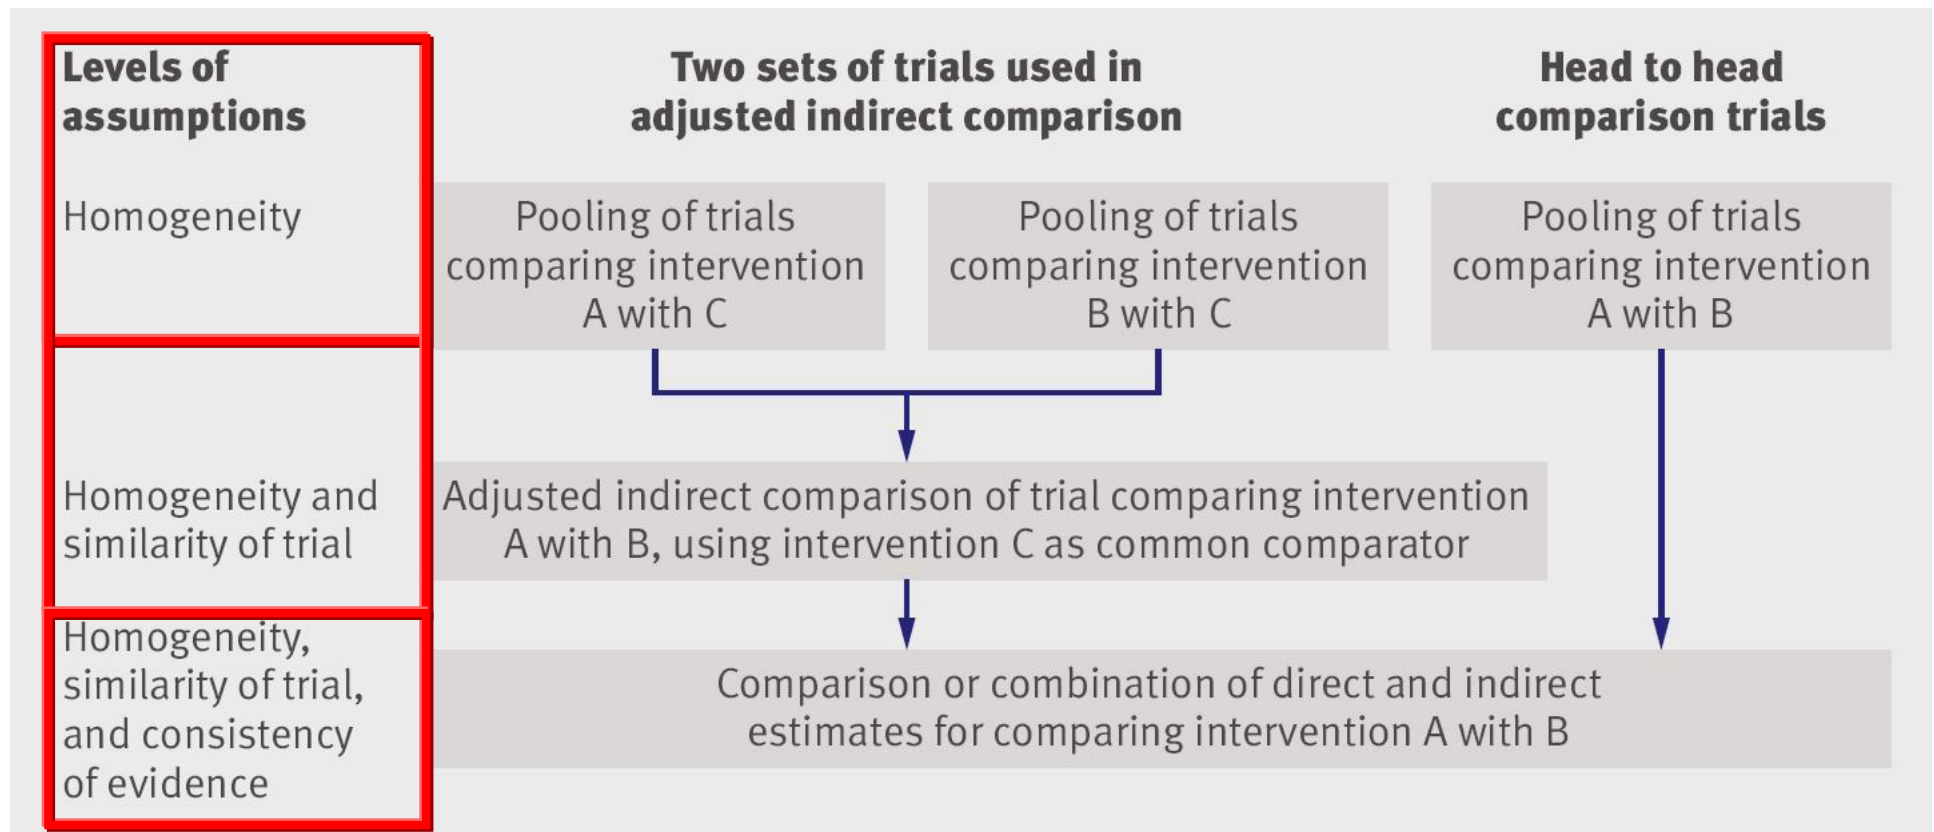 Levels of
assumptions
Two sets of trials used in
adjusted indirect comparison
Head to head
comparison trials
Homogeneity
Pooling of trials
comparing intervention
A with C
Pooling of trials
comparing intervention
B with C
Pooling of trials
comparing intervention
A with B
Homogeneity and
similarity of trial
Adjusted indirect comparison of trial comparing intervention
A with B, using intervention C as common comparator
Homogeneity,
similarity of trial,
and consistency
of evidence
Comparison or combination of direct and indirect
estimates for comparing intervention A with B